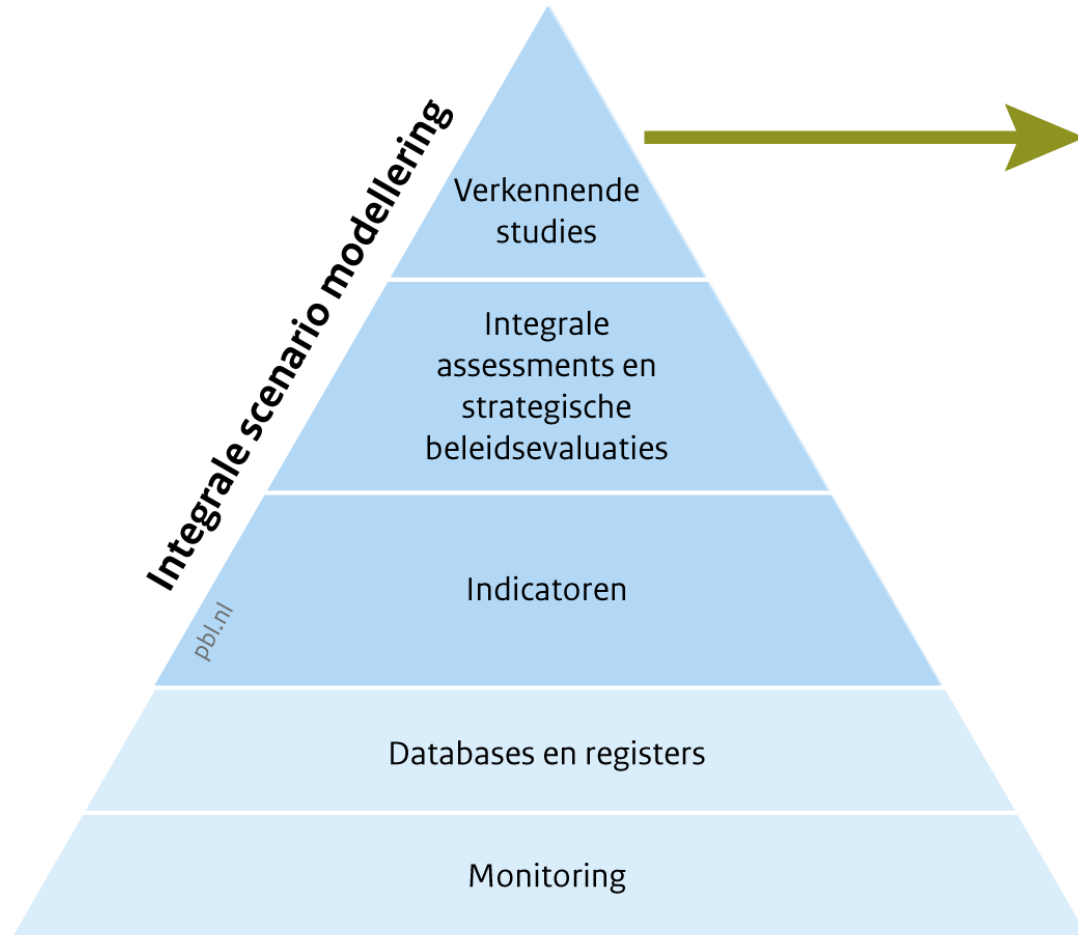 Integrale scenario modellering
Verkennende
studies
Integrale
assessments en
strategische
beleidsevaluaties
Indicatoren
pbl.nl
Databases en registers
Monitoring